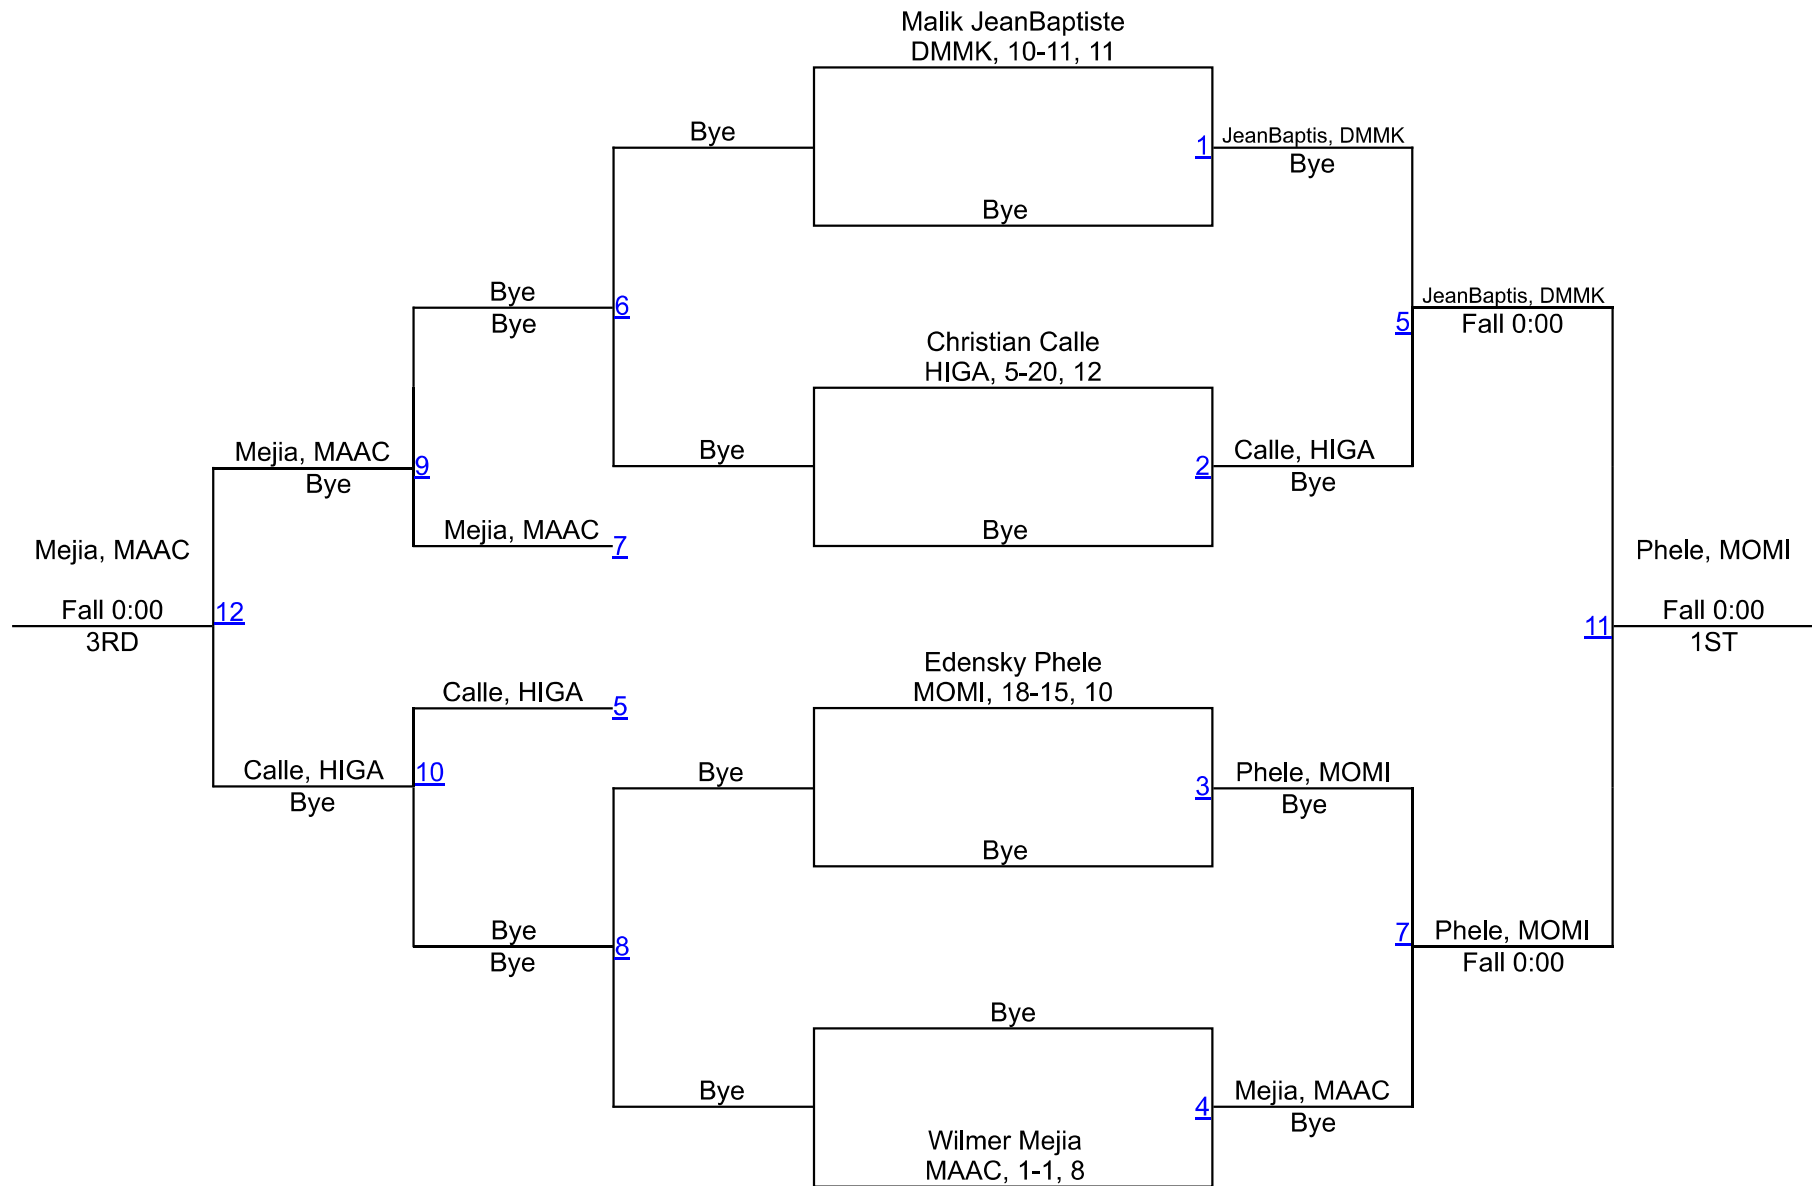 Malik JeanBaptiste
DMMK, 10-11, 11
Bye
1
JeanBaptis, DMMK
Bye
Bye
Bye
Bye
6
JeanBaptis, DMMK
5
Fall 0:00
Christian Calle
HIGA, 5-20, 12
Mejia, MAAC
Bye
9
Bye
2
Calle, HIGA
Bye
Mejia, MAAC
7
Bye
Mejia, MAAC
Phele, MOMI
Fall 0:00
3RD
12
11
Fall 0:00
1ST
Edensky Phele
MOMI, 18-15, 10
Calle, HIGA
5
Calle, HIGA
Bye
10
Bye
3
Phele, MOMI
Bye
Bye
Bye
Bye
8
7
Phele, MOMI
Fall 0:00
Bye
Bye
4
Mejia, MAAC
Bye
Wilmer Mejia
MAAC, 1-1, 8